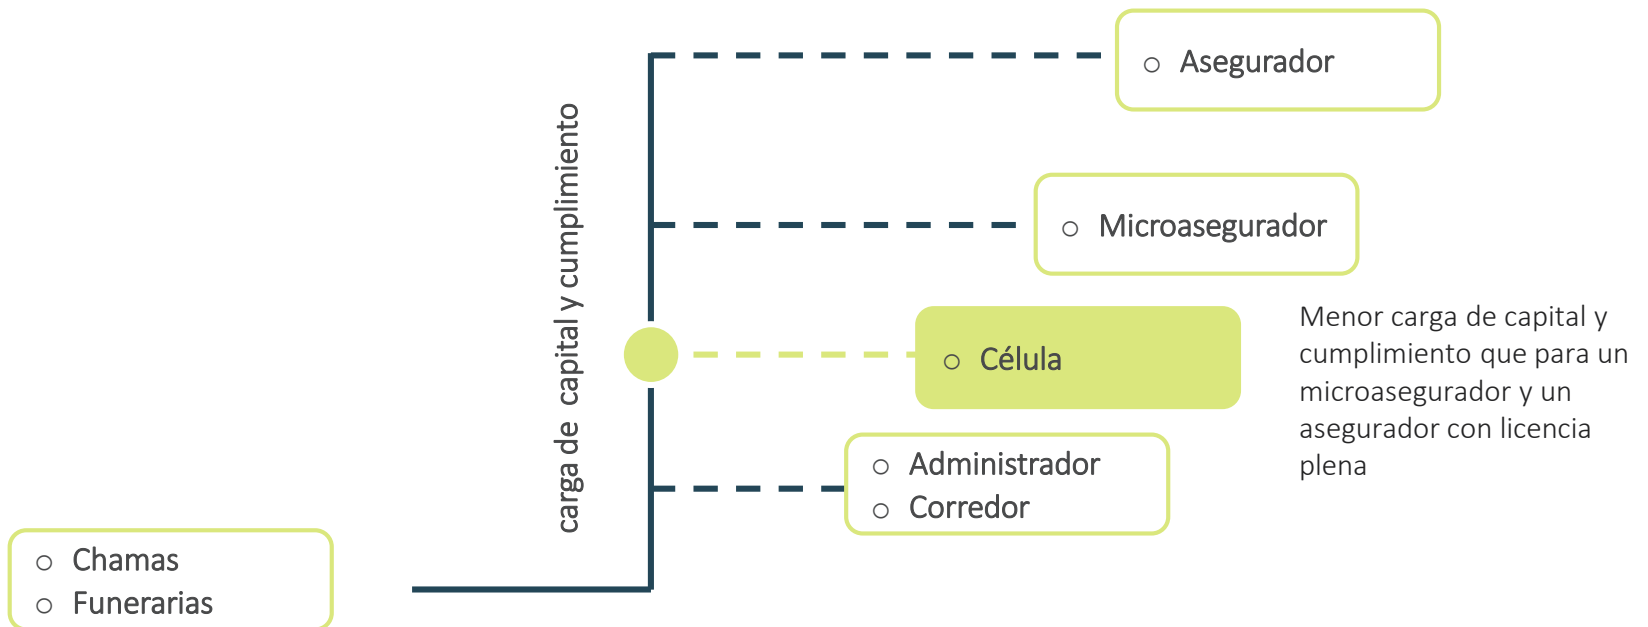 Asegurador
carga de capital y cumplimiento
Microasegurador
Célula
Menor carga de capital y
cumplimiento que para un
microasegurador y un
asegurador con licencia
plena
Administrador
Corredor
Chamas
Funerarias